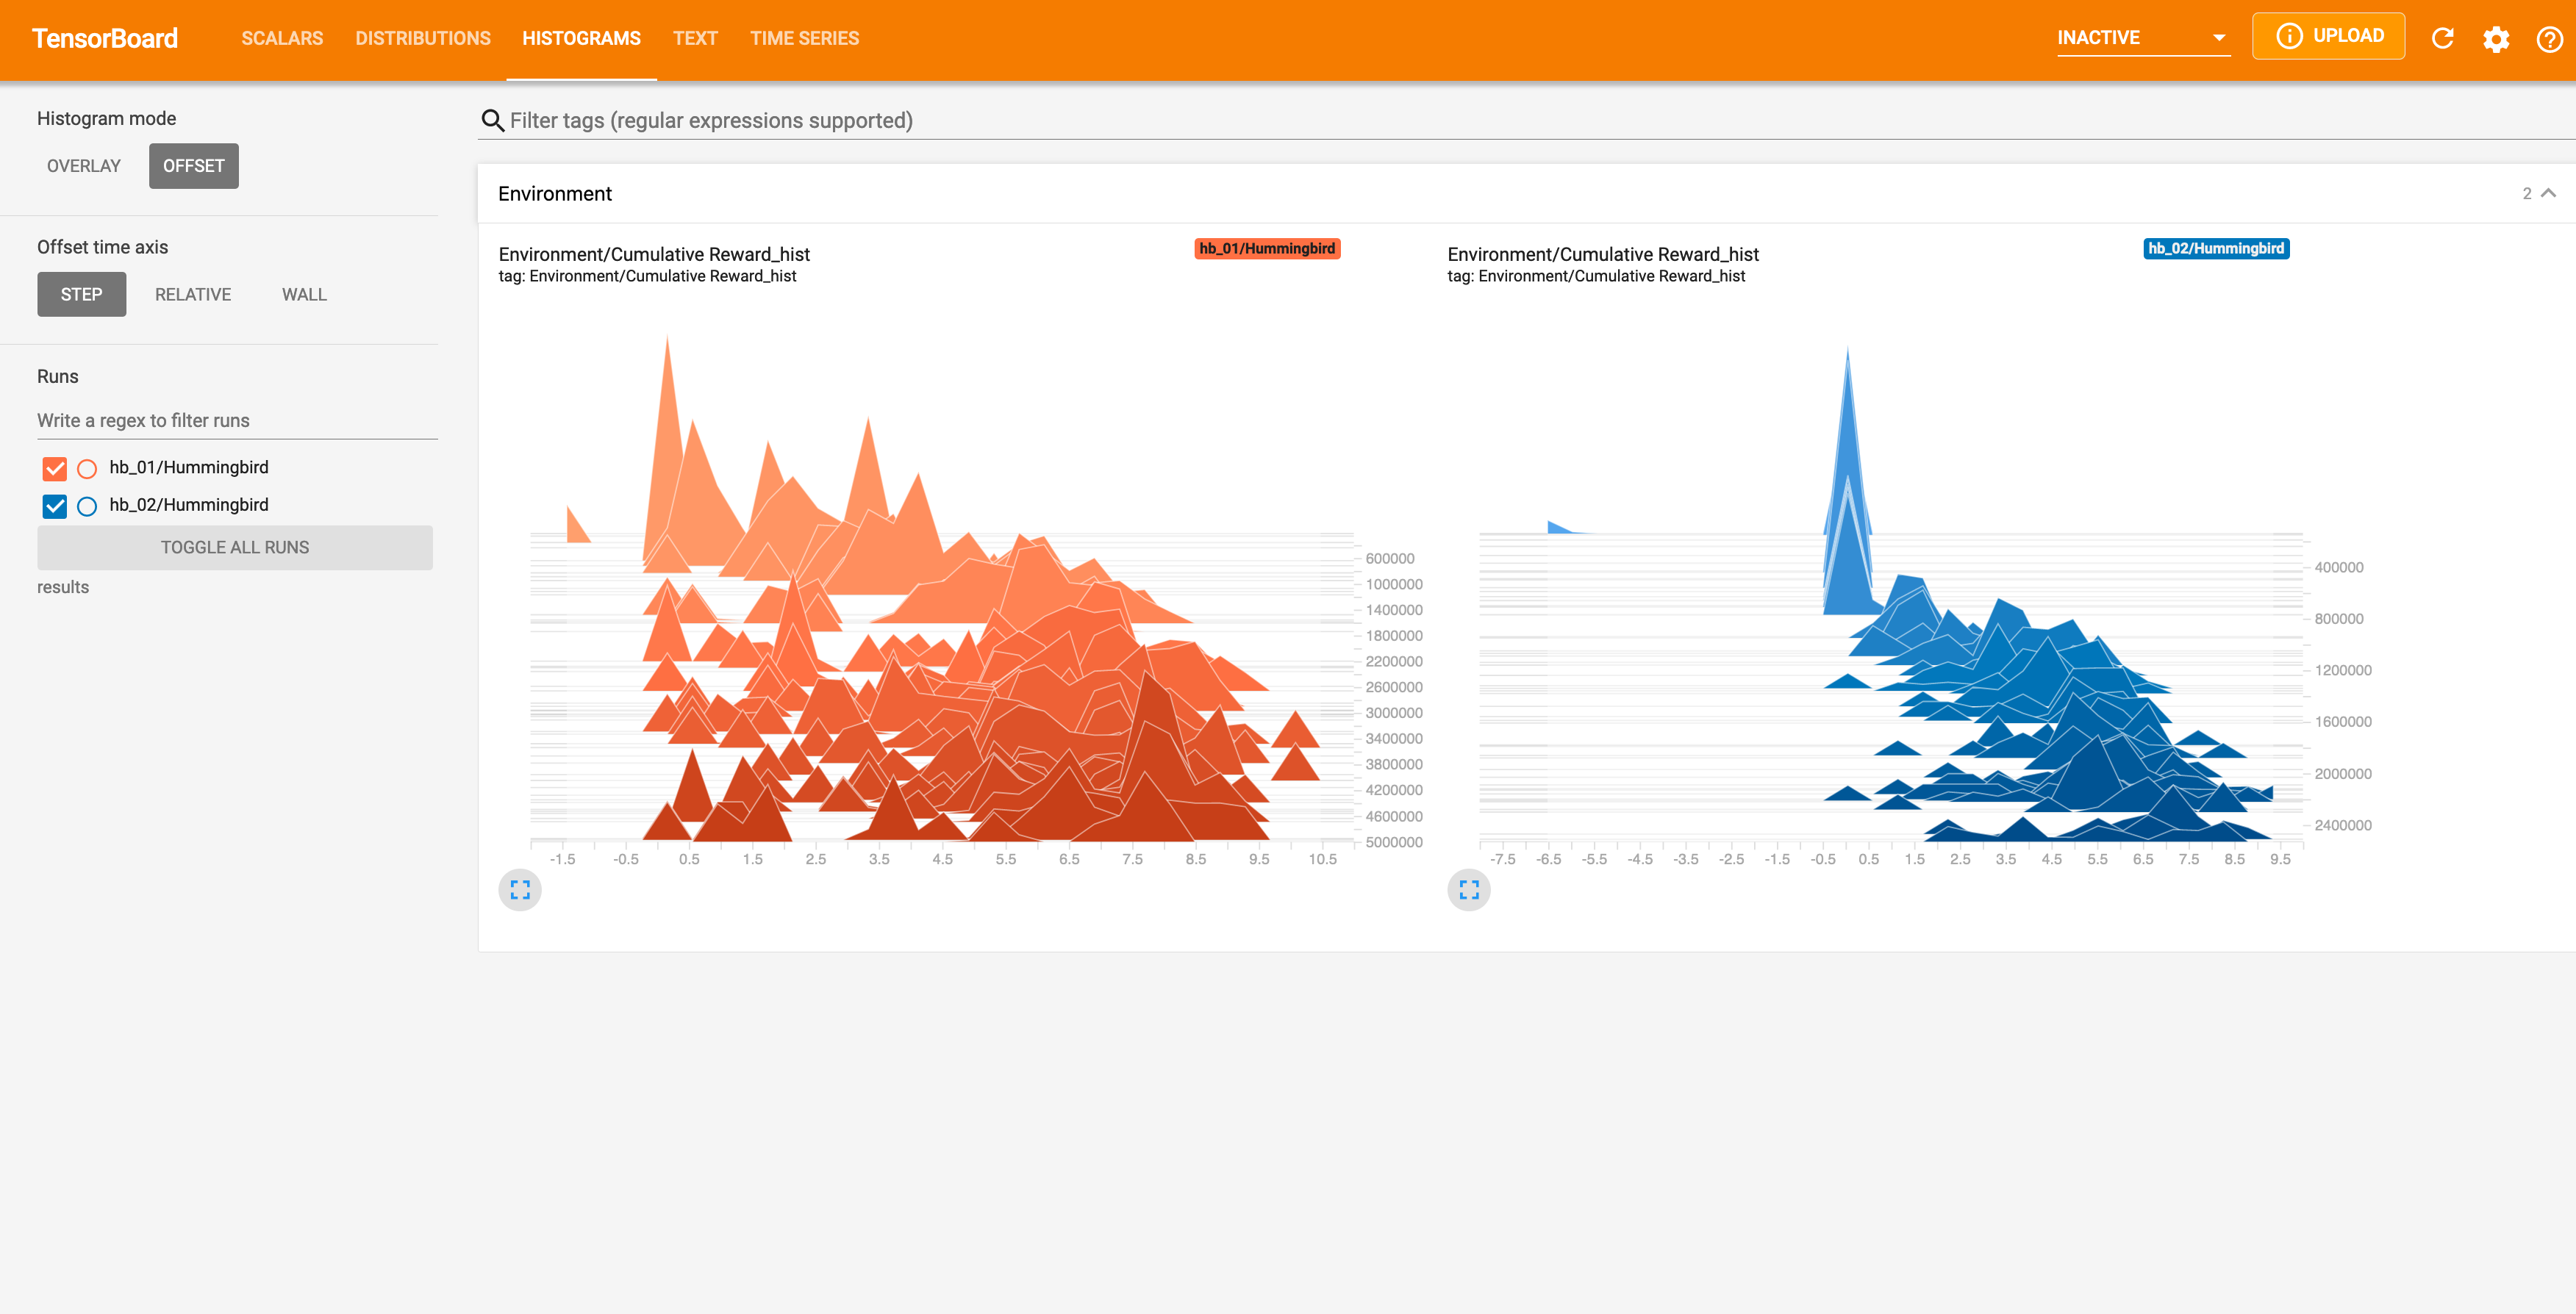 TensorBoard SCALARS DISTRIBUTIONS HISTOGRAMS TEXT TIME SERIES INACTIVE UPLOAD
Histogram mode
OVERLAY OFFSET
Offset time axis
STEP RELATIVE WALL
Runs
Write a regex to filter runs
hb_01/Hummingbird
hb_02/Hummingbird
TOGGLE ALL RUNS
results
Filter tags (regular expressions supported)
Environment 2
Environment/Cumulative Reward_hist hb_01/Hummingbird
tag: Environment/Cumulative Reward_hist
600000
1000000
1400000
1800000
2200000
2600000
3000000
3400000
3800000
4200000
4600000
5000000
-1.5 -0.5 0.5 1.5 2.5 3.5 4.5 5.5 6.5 7.5 8.5 9.5 10.5
Environment/Cumulative Reward_hist hb_02/Hummingbird
tag: Environment/Cumulative Reward_hist
400000
800000
1200000
1600000
2000000
2400000
-7.5 -6.5 -5.5 -4.5 -3.5 -2.5 -1.5 -0.5 0.5 1.5 2.5 3.5 4.5 5.5 6.5 7.5 8.5 9.5